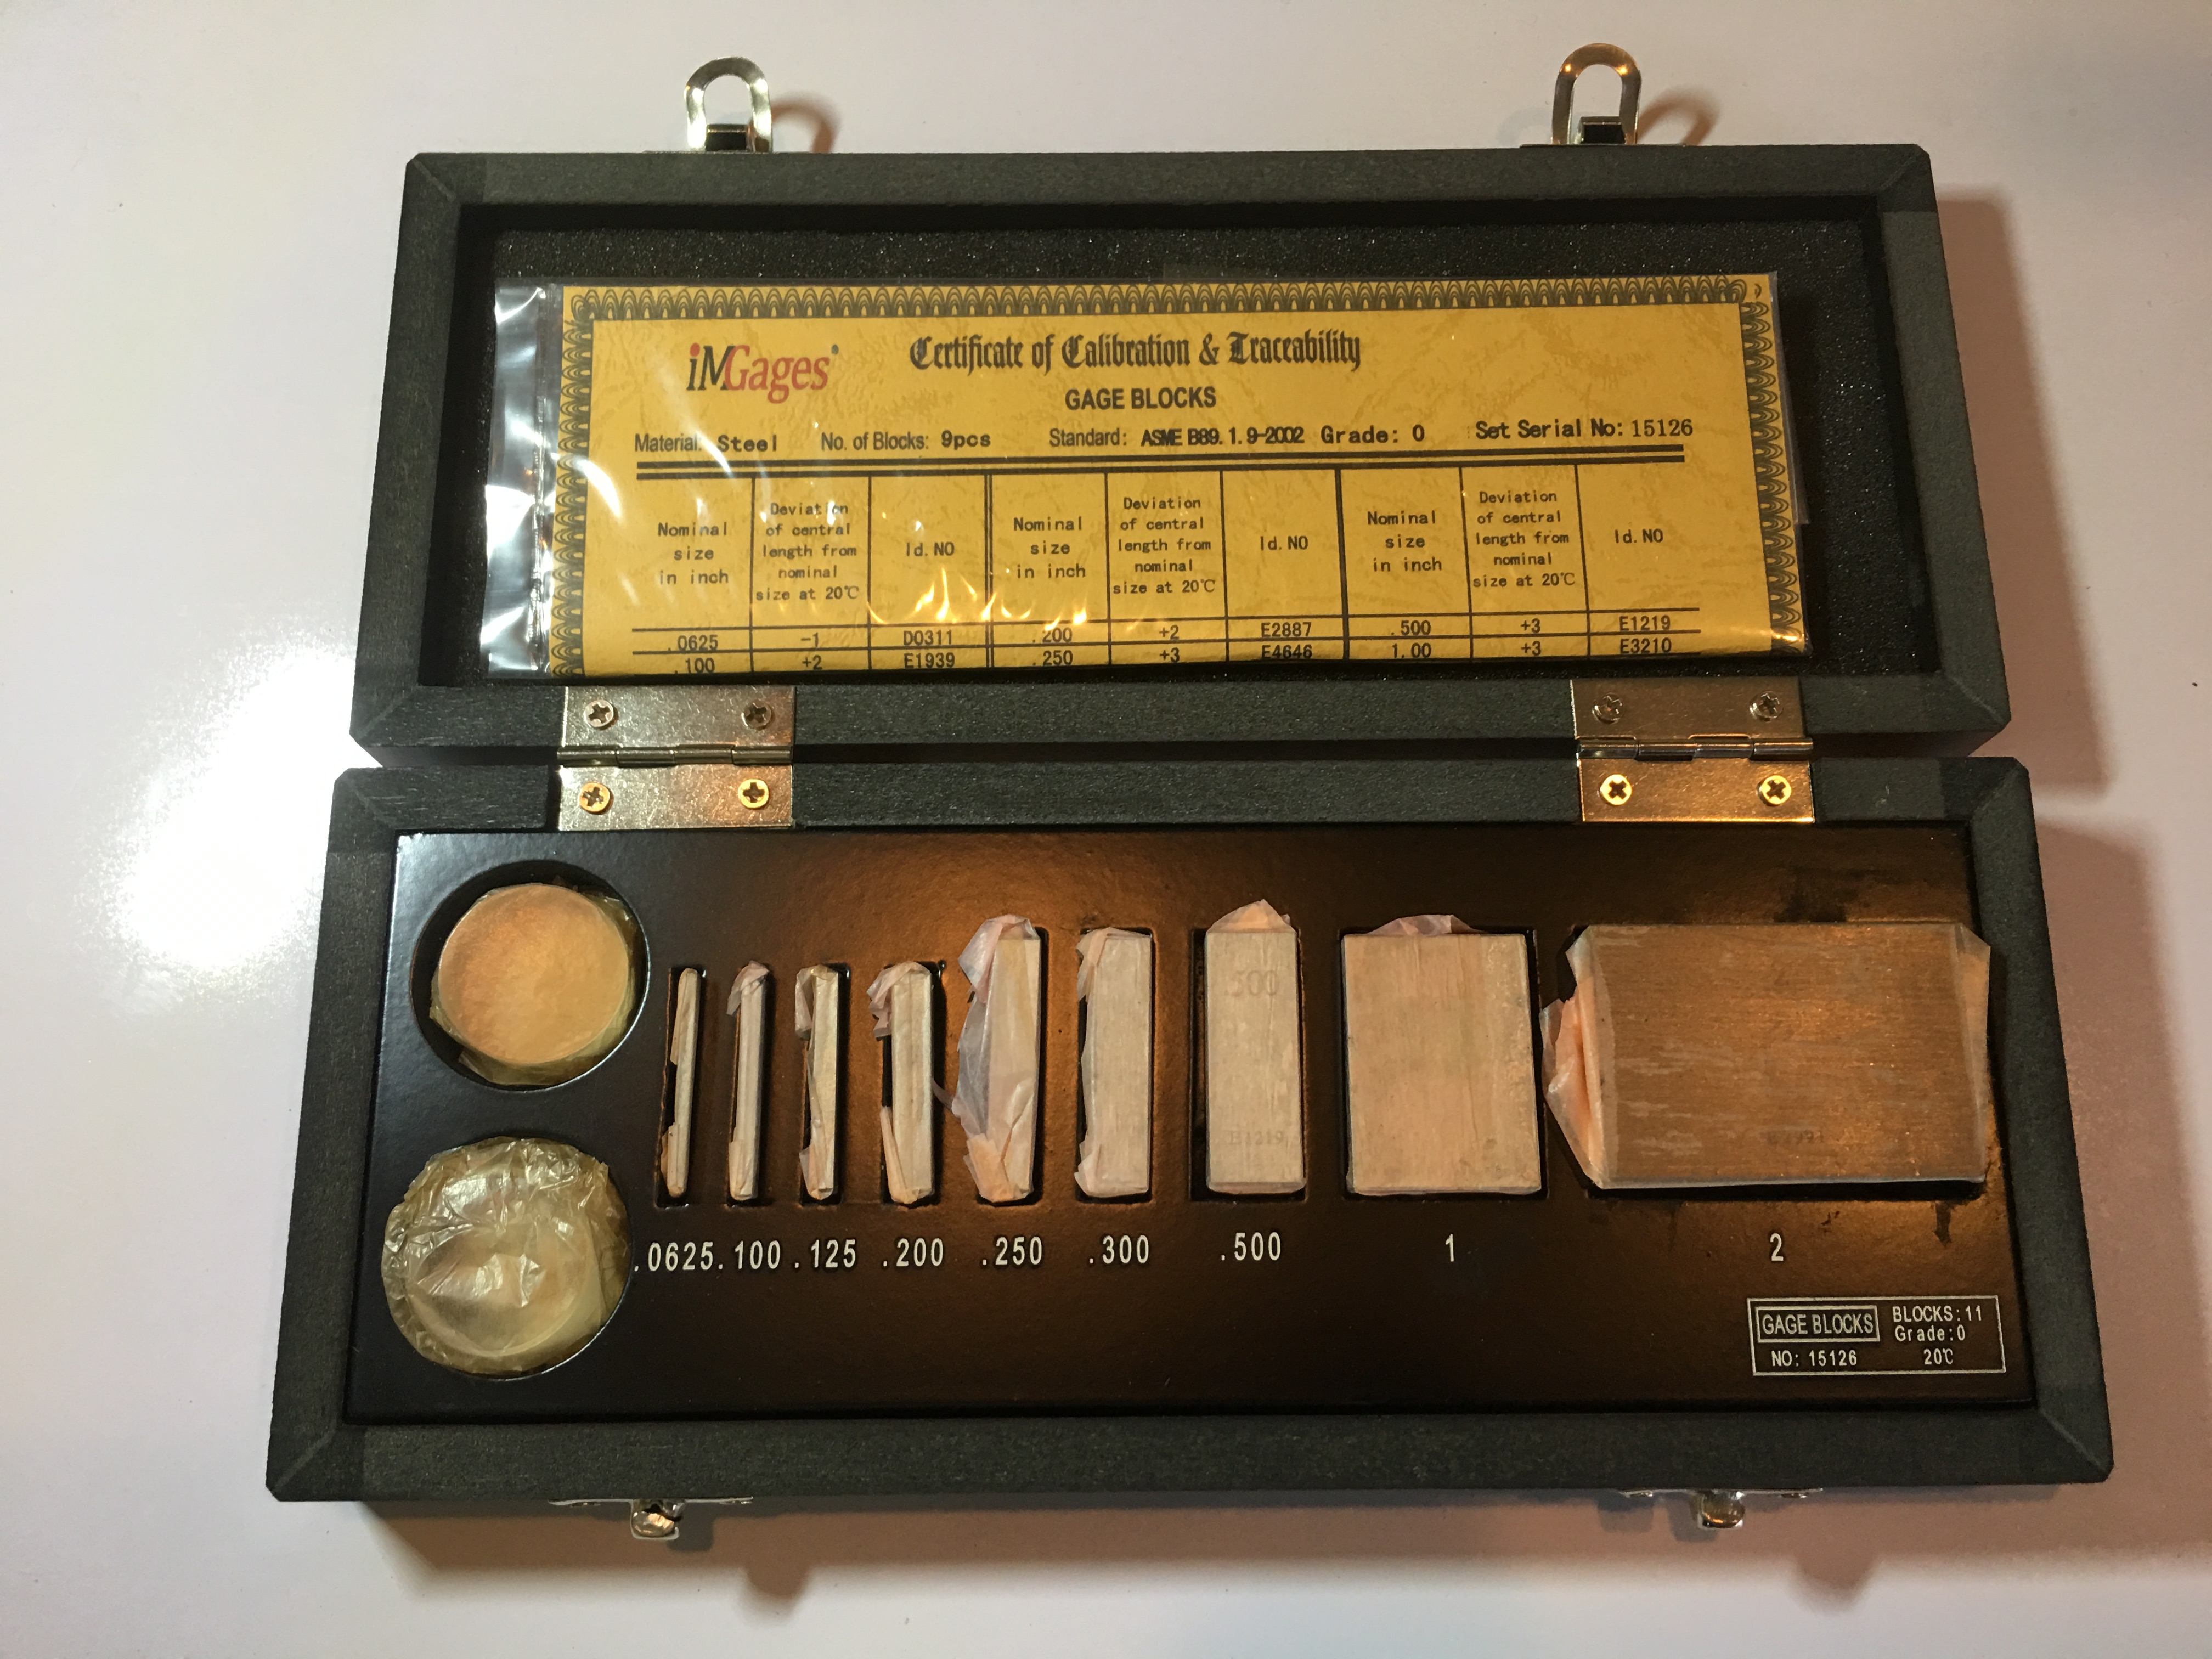 iMGages®
Certificate of Calibration & Traceability
GAGE BLOCKS
Material: Steel No. of Blocks: 9pcs Standard: ASME B89.1.9-2002 Grade: 0 Set Serial No: 15126
Nominal size in inch
Deviation of central length from nominal size at 20℃
Id. NO
Nominal size in inch
Deviation of central length from nominal size at 20℃
Id. NO
Nominal size in inch
Deviation of central length from nominal size at 20℃
Id. NO
.0625 -1 D0311 .200 +2 E2887 .500 +3 E1219
.100 +2 E1939 .250 +3 E4646 1.00 +3 E3210
500
E1219
.0625 .100 .125 .200 .250 .300 .500 1 2
GAGE BLOCKS BLOCKS:11
Grade:0
NO: 15126 20℃